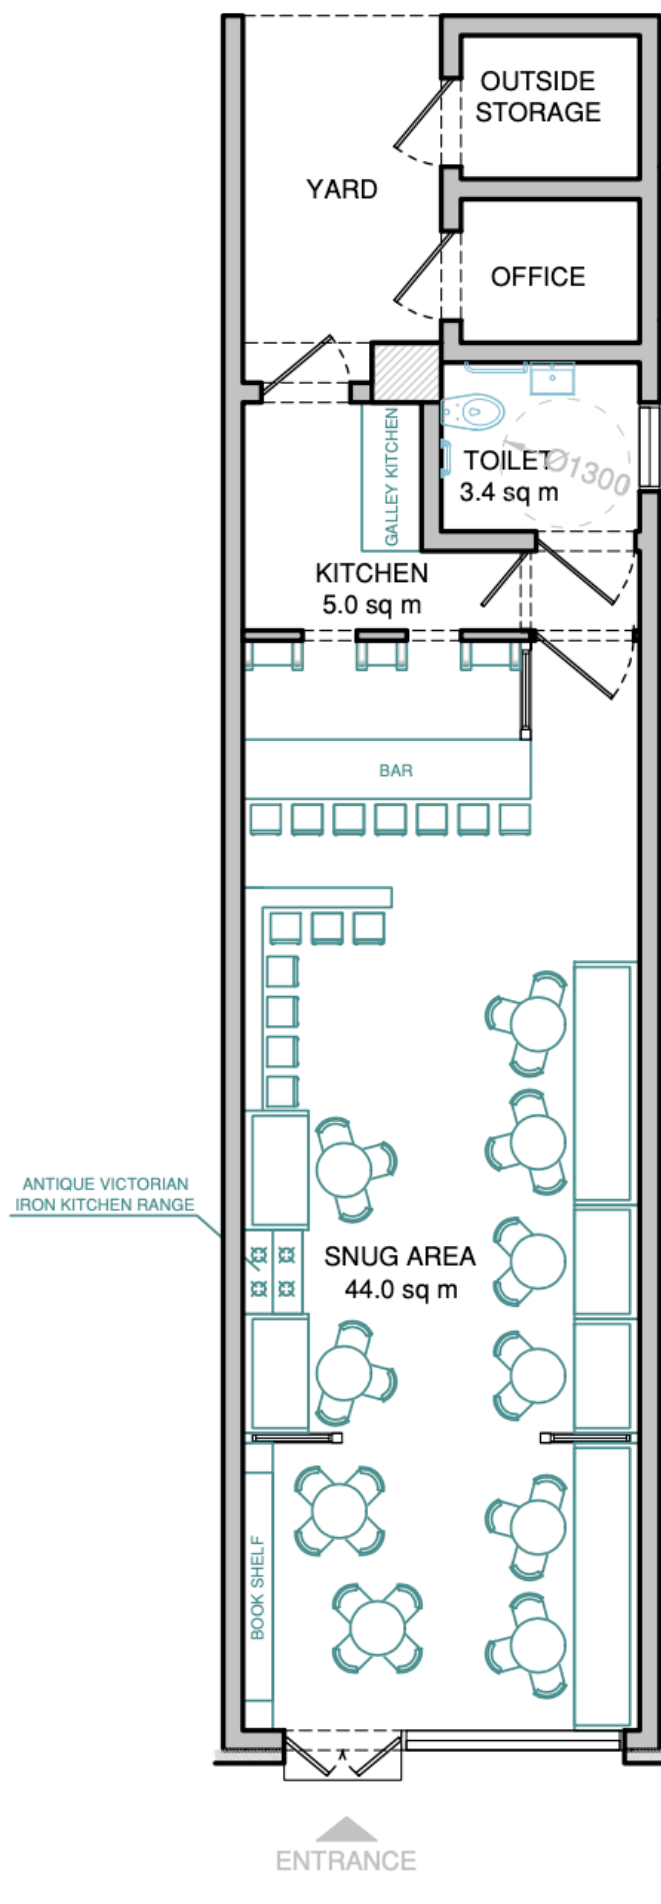 OUTSIDE
STORAGE
YARD
OFFICE
GALLEY KITCHEN
TOILET
3.4 sq m
Ø1300
KITCHEN
5.0 sq m
BAR
ANTIQUE VICTORIAN
IRON KITCHEN RANGE
SNUG AREA
44.0 sq m
BOOK SHELF
ENTRANCE